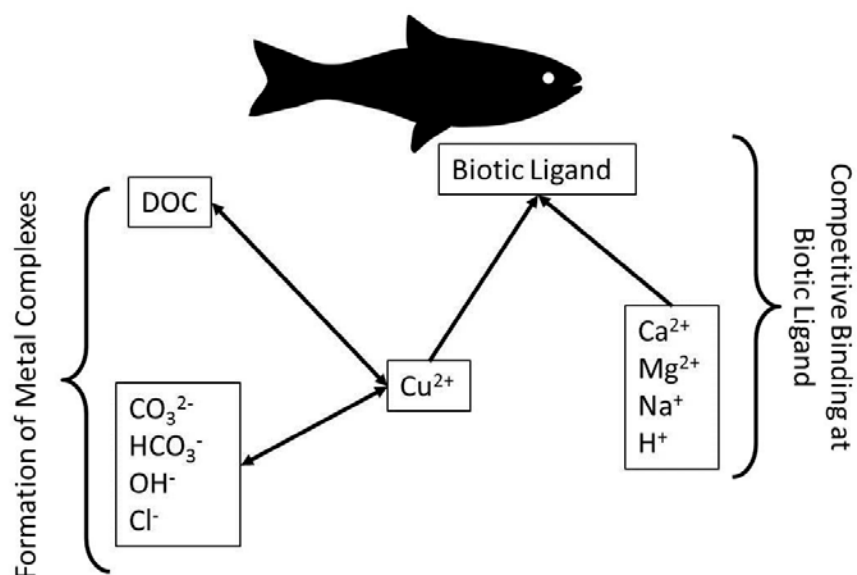 Formation of Metal Complexes
DOC
CO₃²⁻
HCO₃⁻
OH⁻
Cl⁻
Cu²⁺
Biotic Ligand
Ca²⁺
Mg²⁺
Na⁺
H⁺
Competitive Binding at
Biotic Ligand